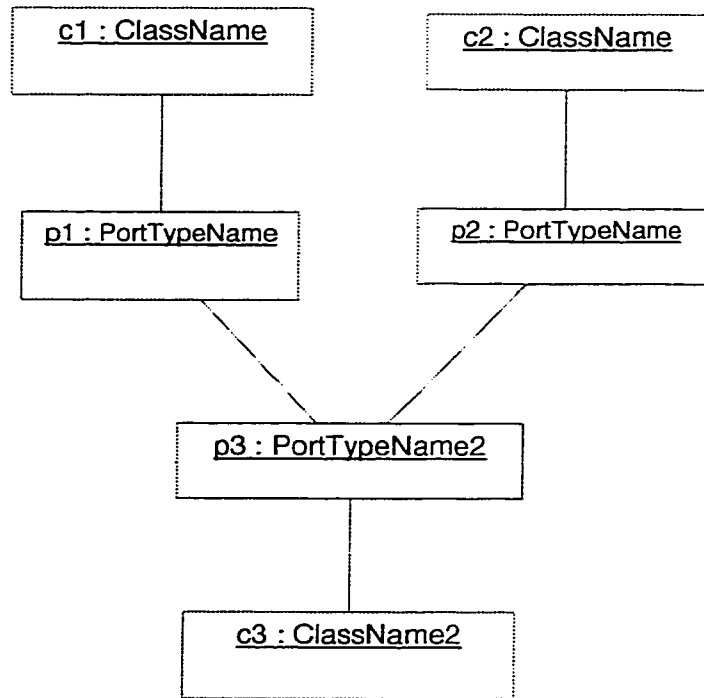 c1 : ClassName
c2 : ClassName
p1 : PortTypeName
p2 : PortTypeName
p3 : PortTypeName2
c3 : ClassName2